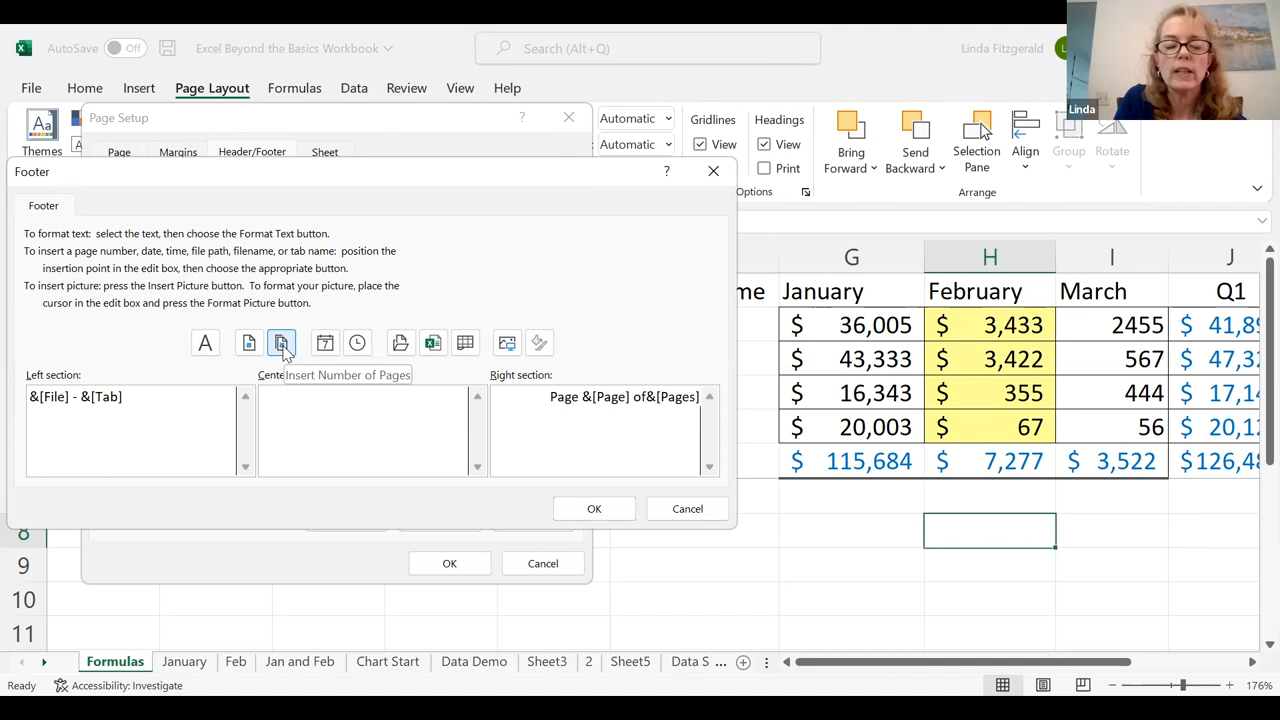 AutoSave Off Excel Beyond the Basics Workbook Search (Alt+Q) Linda Fitzgerald
File Home Insert Page Layout Formulas Data Review View Help
Linda
Aa
Themes
Page Setup ? ×
Page Margins Header/Footer Sheet
Automatic
Automatic
Gridlines
View
Headings
View
Print
Options
Bring
Forward
Send
Backward
Selection
Pane
Align
Group
Rotate
Arrange
Footer ? ×
Footer
To format text: select the text, then choose the Format Text button.
To insert a page number, date, time, file path, filename, or tab name: position the
insertion point in the edit box, then choose the appropriate button.
To insert picture: press the Insert Picture button. To format your picture, place the
cursor in the edit box and press the Format Picture button.
A
7
Insert Number of Pages
Left section: Right section:
&[File] - &[Tab] Page &[Page] of&[Pages]
OK Cancel
OK Cancel
G H I J
January February March Q1
$ 36,005 $ 3,433 2455
$ 43,333 $ 3,422 567
$ 16,343 $ 355 444
$ 20,003 $ 67 56
$ 115,684 $ 7,277 $ 3,522
8
9
10
11
Formulas January Feb Jan and Feb Chart Start Data Demo Sheet3 2 Sheet5 Data S ...
Ready Accessibility: Investigate 176%